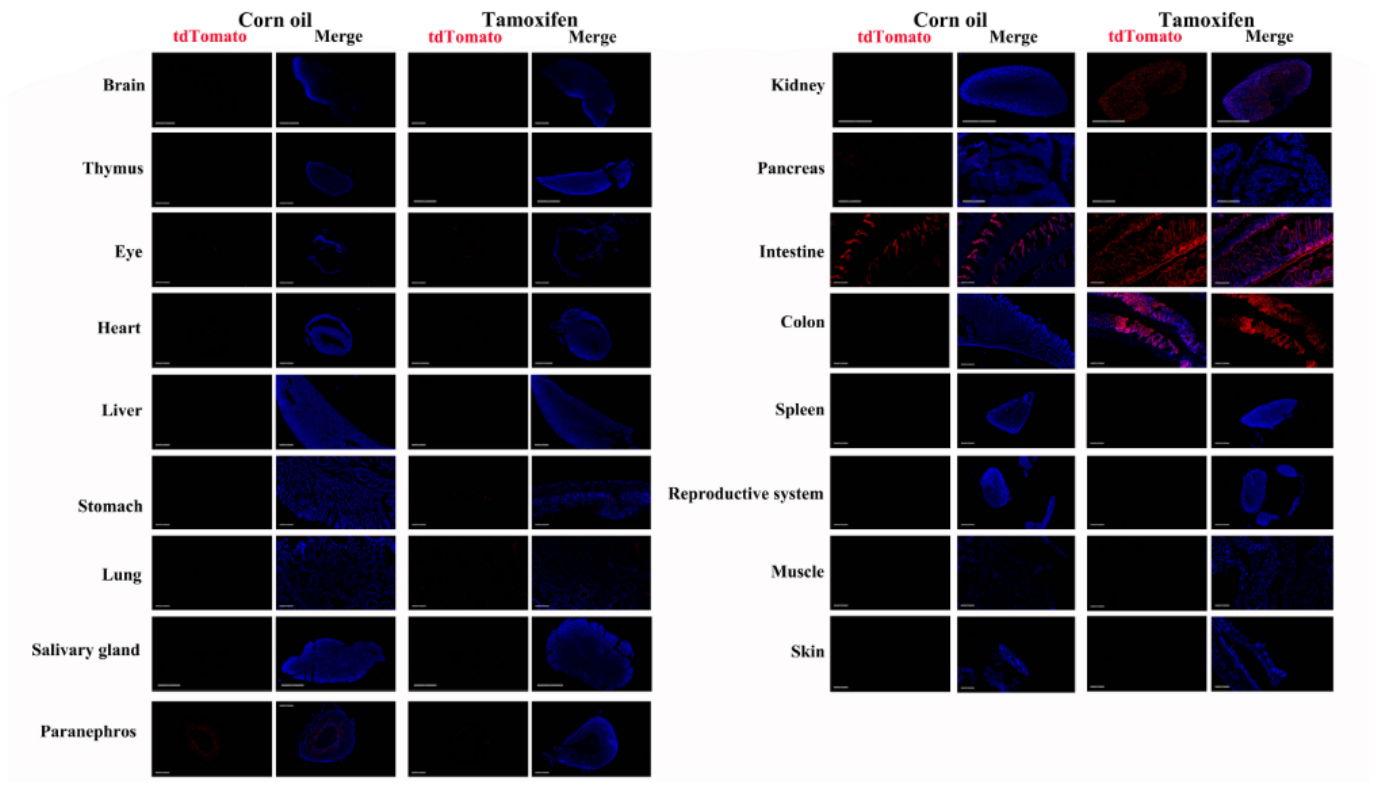 Corn oil Tamoxifen
tdTomato Merge tdTomato Merge
Brain
Thymus
Eye
Heart
Liver
Stomach
Lung
Salivary gland
Paranephros
Corn oil Tamoxifen
tdTomato Merge tdTomato Merge
Kidney
Pancreas
Intestine
Colon
Spleen
Reproductive system
Muscle
Skin